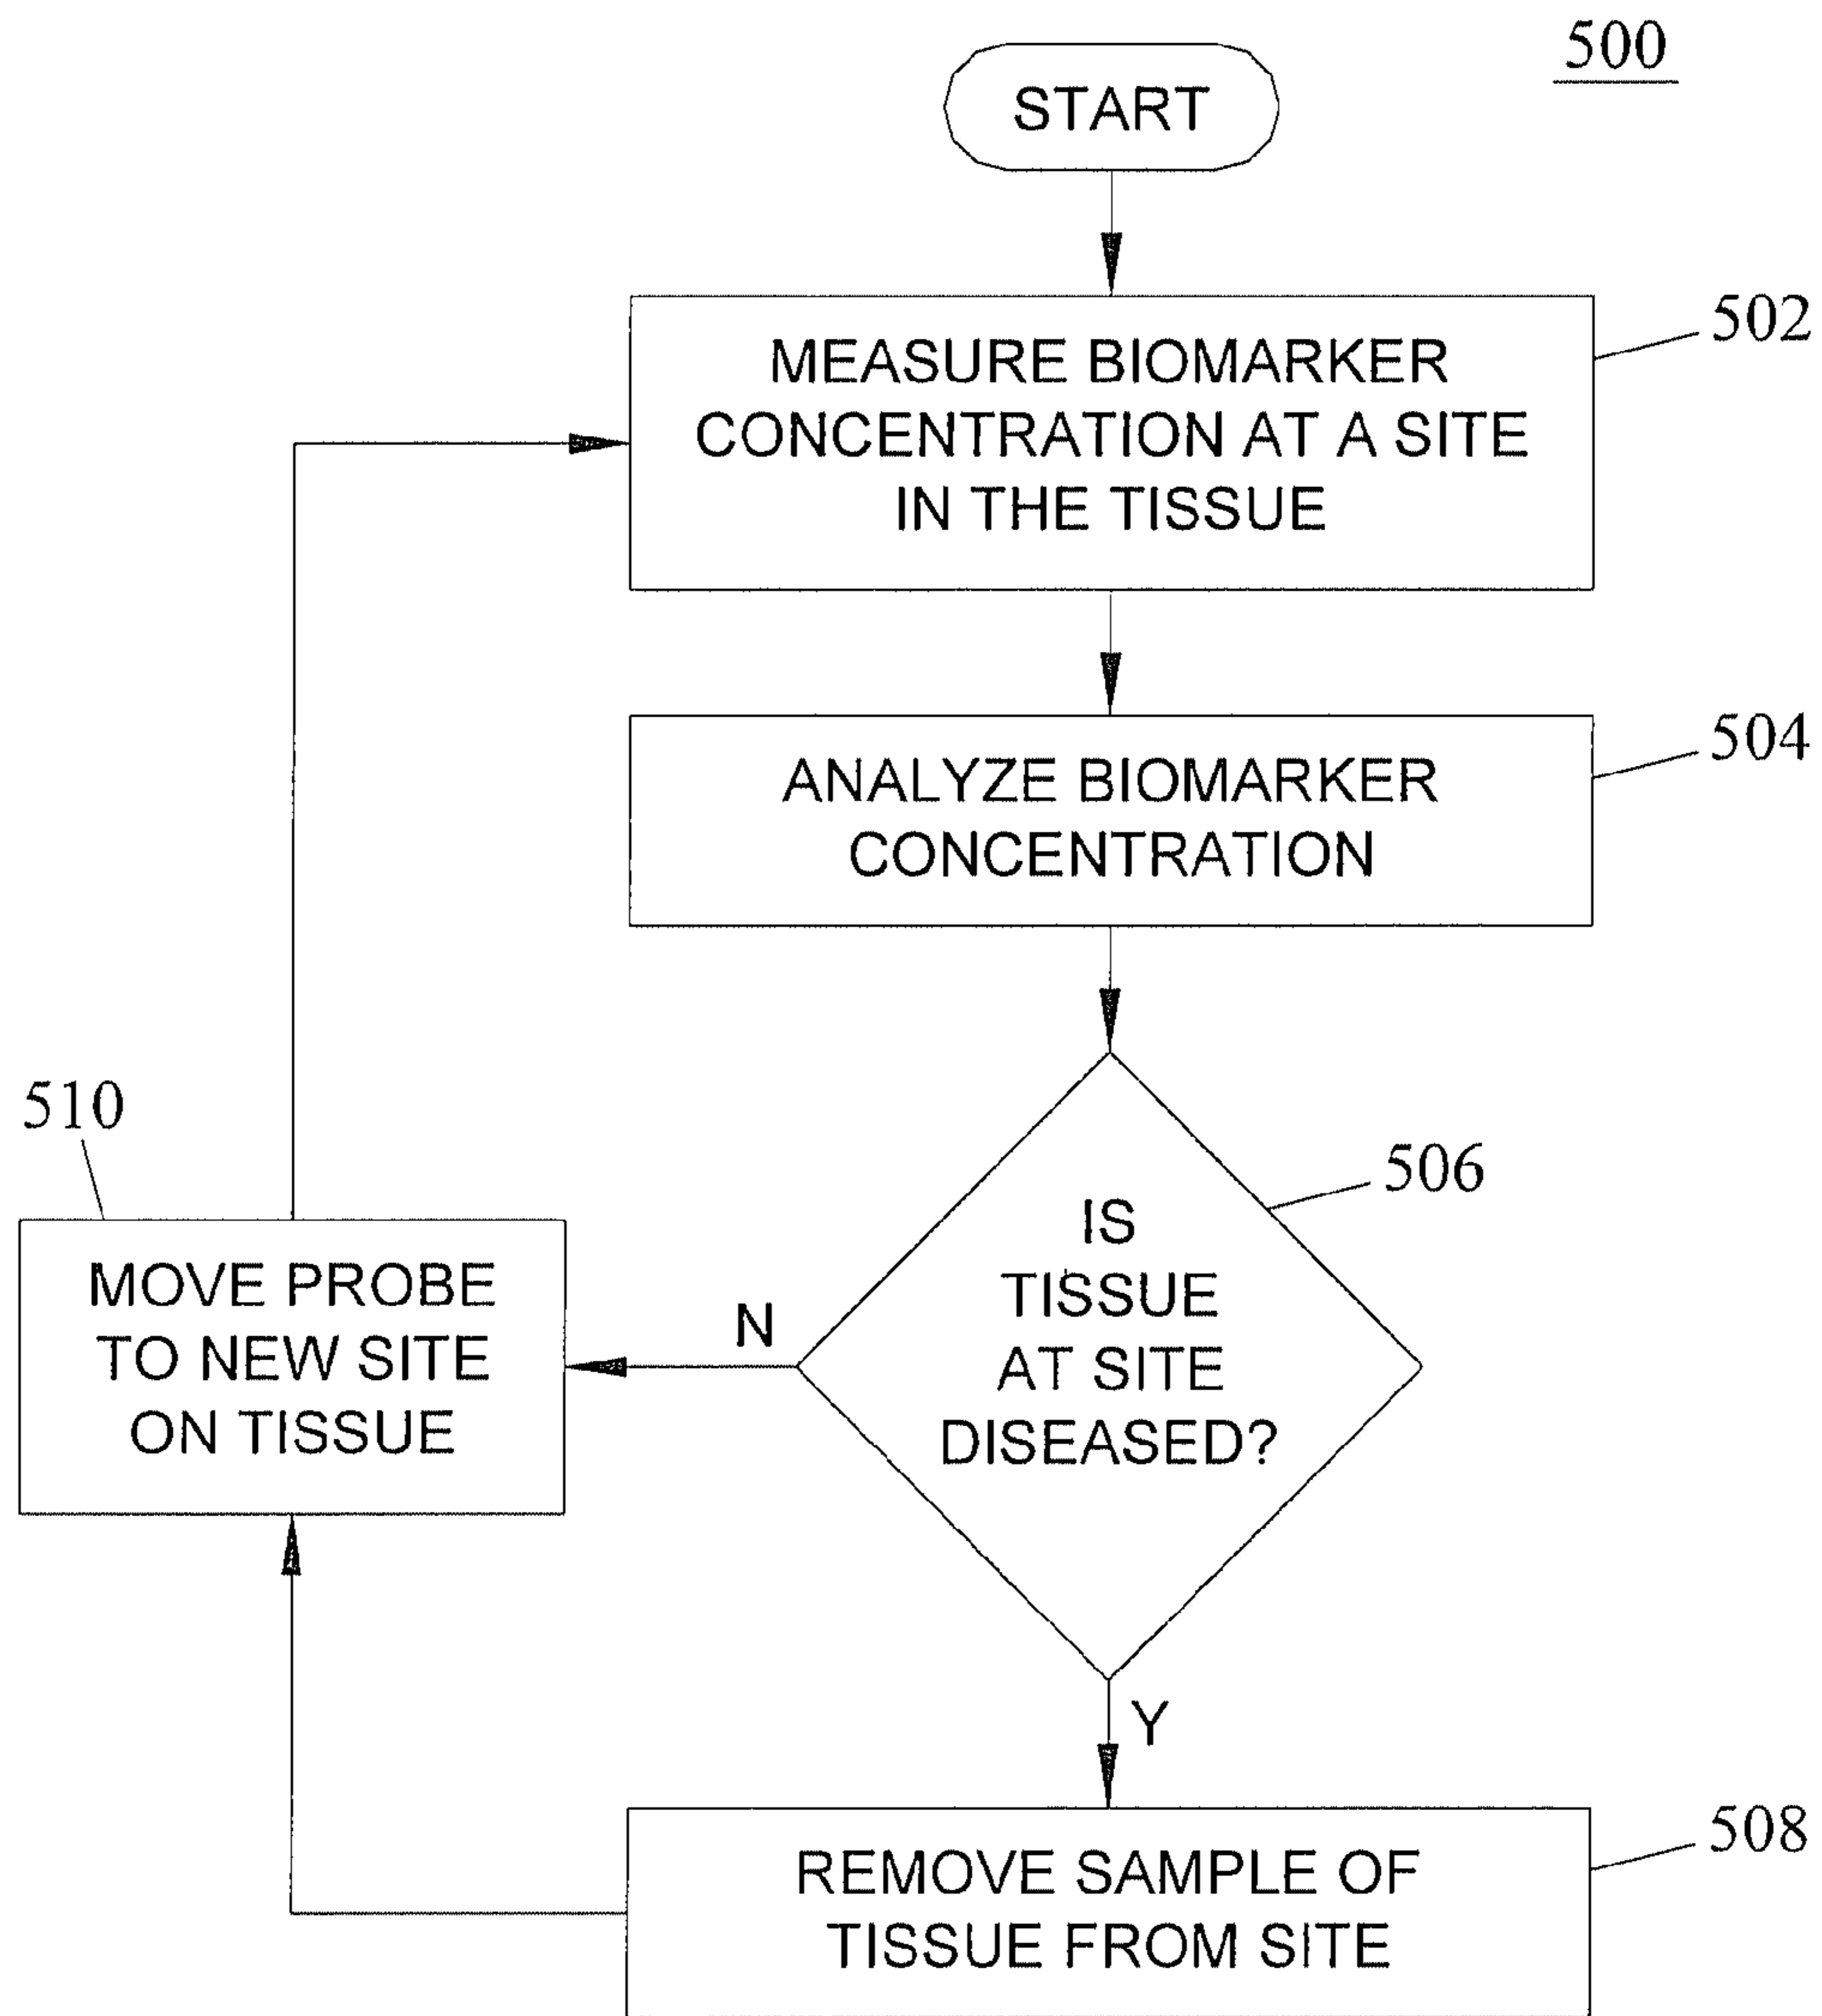 500
START
MEASURE BIOMARKER
CONCENTRATION AT A SITE
IN THE TISSUE
502
ANALYZE BIOMARKER
CONCENTRATION
504
IS
TISSUE
AT SITE
DISEASED?
506
N
510
MOVE PROBE
TO NEW SITE
ON TISSUE
Y
REMOVE SAMPLE OF
TISSUE FROM SITE
508